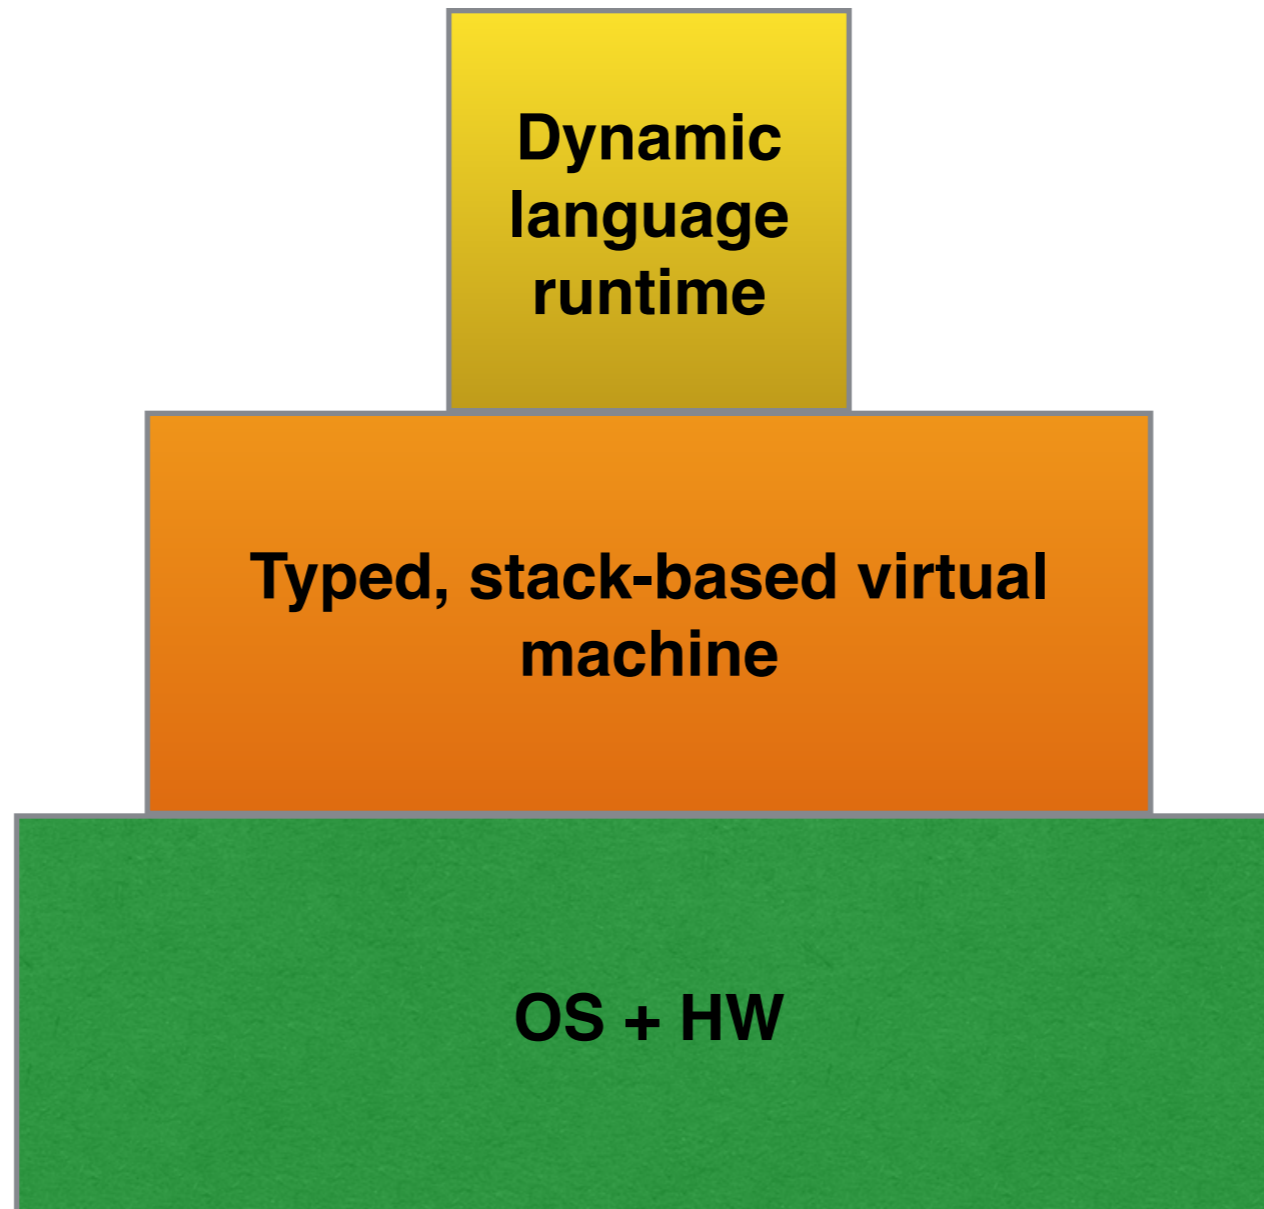 Dynamic
language
runtime
Typed, stack-based virtual
machine
OS + HW